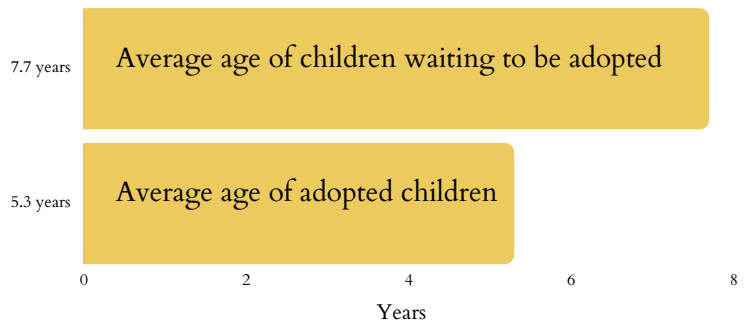 7.7 years
Average age of children waiting to be adopted
5.3 years
Average age of adopted children
0 2 4 6 8
Years